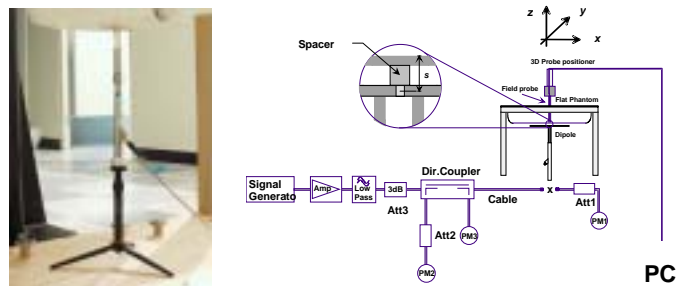 z
y
x
Spacer
s
3D Probe positioner
Field probe
Flat Phantom
Dipole
Signal
Generato
Amp
Low
Pass
3dB
Att3
Dir.Coupler
Cable
x
Att1
PM1
Att2
PM3
PM2
PC